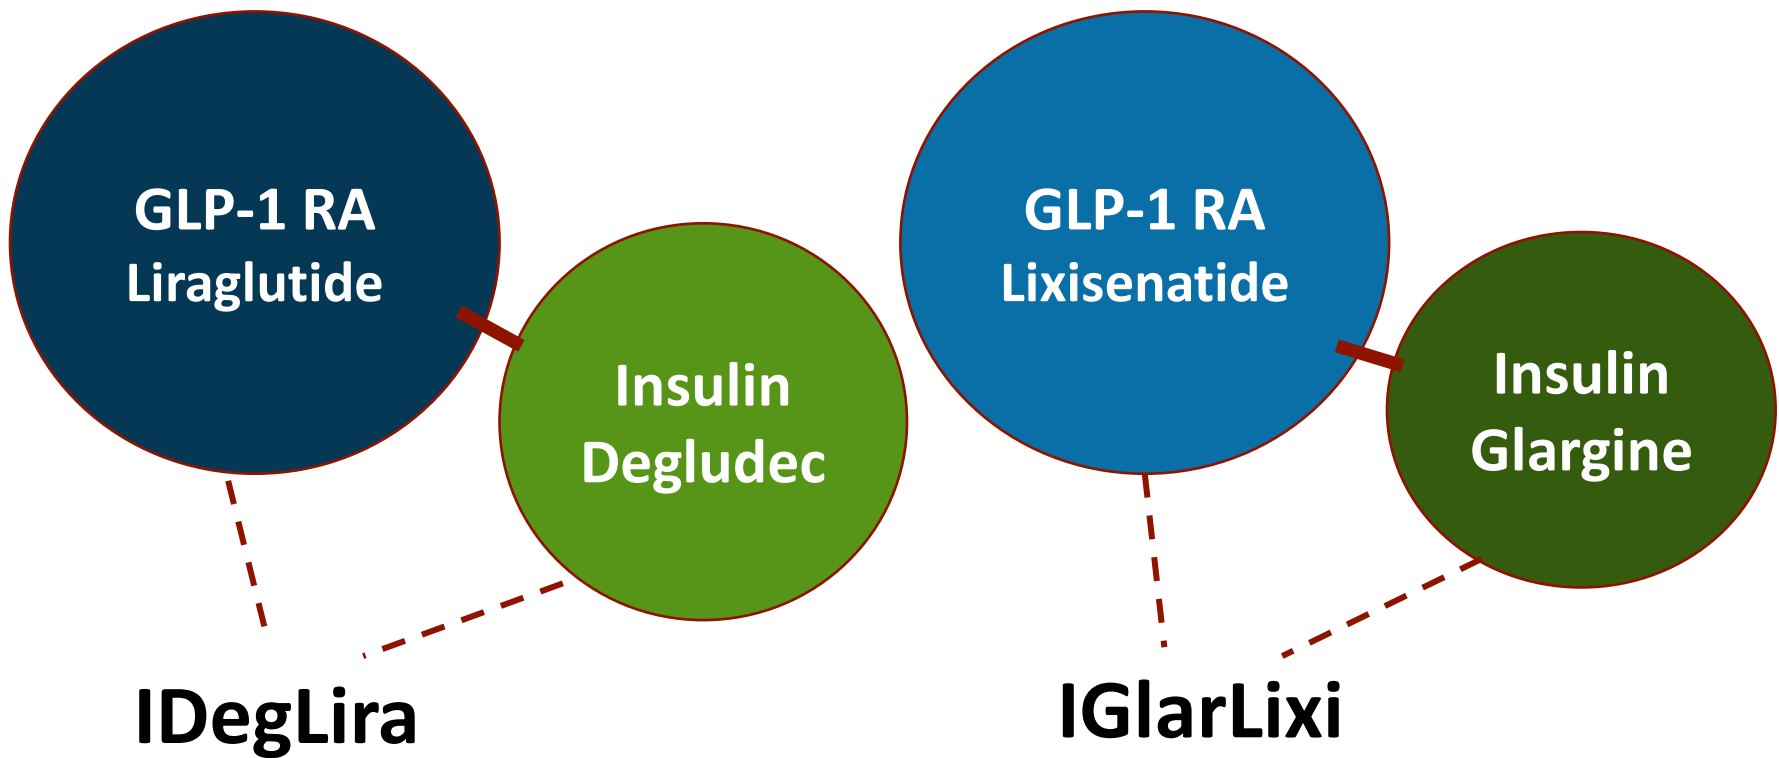 GLP-1 RA
Liraglutide
Insulin
Degludec
IDegLira
GLP-1 RA
Lixisenatide
Insulin
Glargine
IGlarLixi